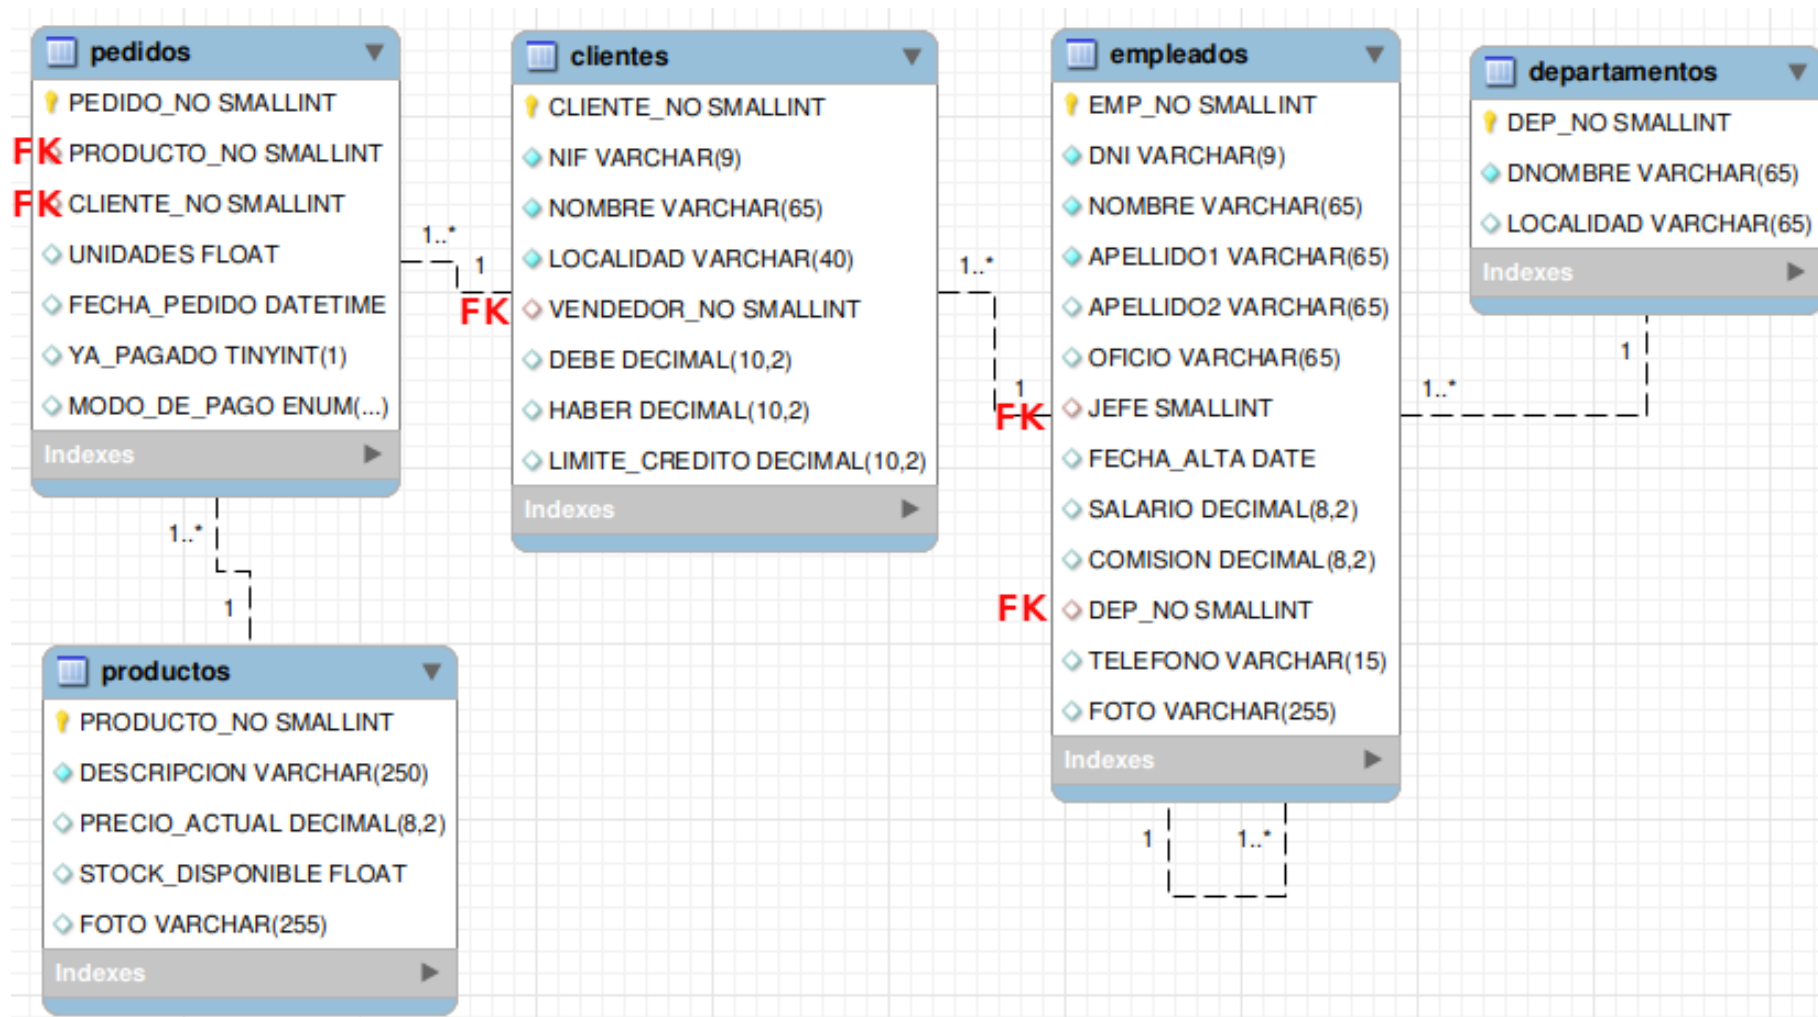 pedidos
PEDIDO_NO SMALLINT
FK PRODUCTO_NO SMALLINT
FK CLIENTE_NO SMALLINT
UNIDADES FLOAT
FECHA_PEDIDO DATETIME
YA_PAGADO TINYINT(1)
MODO_DE_PAGO ENUM(...)
Indexes
1..*
1
1..*
1
clientes
CLIENTE_NO SMALLINT
NIF VARCHAR(9)
NOMBRE VARCHAR(65)
LOCALIDAD VARCHAR(40)
FK VENDEDOR_NO SMALLINT
DEBE DECIMAL(10,2)
HABER DECIMAL(10,2)
LIMITE_CREDITO DECIMAL(10,2)
Indexes
1..*
1
empleados
EMP_NO SMALLINT
DNI VARCHAR(9)
NOMBRE VARCHAR(65)
APELLIDO1 VARCHAR(65)
APELLIDO2 VARCHAR(65)
OFICIO VARCHAR(65)
FK JEFE SMALLINT
FECHA_ALTA DATE
SALARIO DECIMAL(8,2)
COMISION DECIMAL(8,2)
FK DEP_NO SMALLINT
TELEFONO VARCHAR(15)
FOTO VARCHAR(255)
Indexes
1
1..*
1..*
1
departamentos
DEP_NO SMALLINT
DNOMBRE VARCHAR(65)
LOCALIDAD VARCHAR(65)
Indexes
productos
PRODUCTO_NO SMALLINT
DESCRIPCION VARCHAR(250)
PRECIO_ACTUAL DECIMAL(8,2)
STOCK_DISPONIBLE FLOAT
FOTO VARCHAR(255)
Indexes